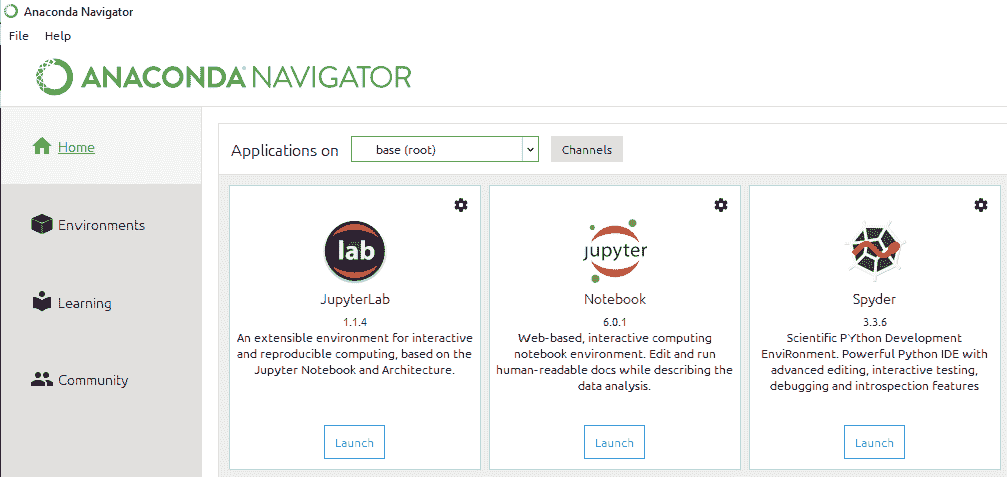 Anaconda Navigator
File Help
ANACONDA NAVIGATOR
Home
Environments
Learning
Community
Applications on base (root) Channels
lab
JupyterLab
1.1.4
An extensible environment for interactive
and reproducible computing, based on the
Jupyter Notebook and Architecture.
Launch
jupyter
Notebook
6.0.1
Web-based, interactive computing
notebook environment. Edit and run
human-readable docs while describing the
data analysis.
Launch
Spyder
3.3.6
Scientific PYthon Development
EnviRonment. Powerful Python IDE with
advanced editing, interactive testing,
debugging and introspection features
Launch